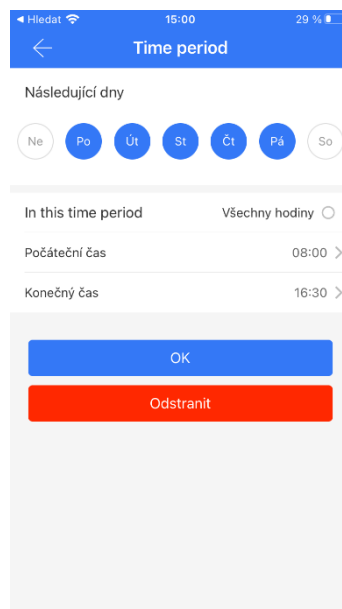 ◀ Hledat 15:00 29 %
Time period
Následující dny
Ne Po Út St Čt Pá So
In this time period Všechny hodiny
Počáteční čas 08:00
Konečný čas 16:30
OK
Odstranit